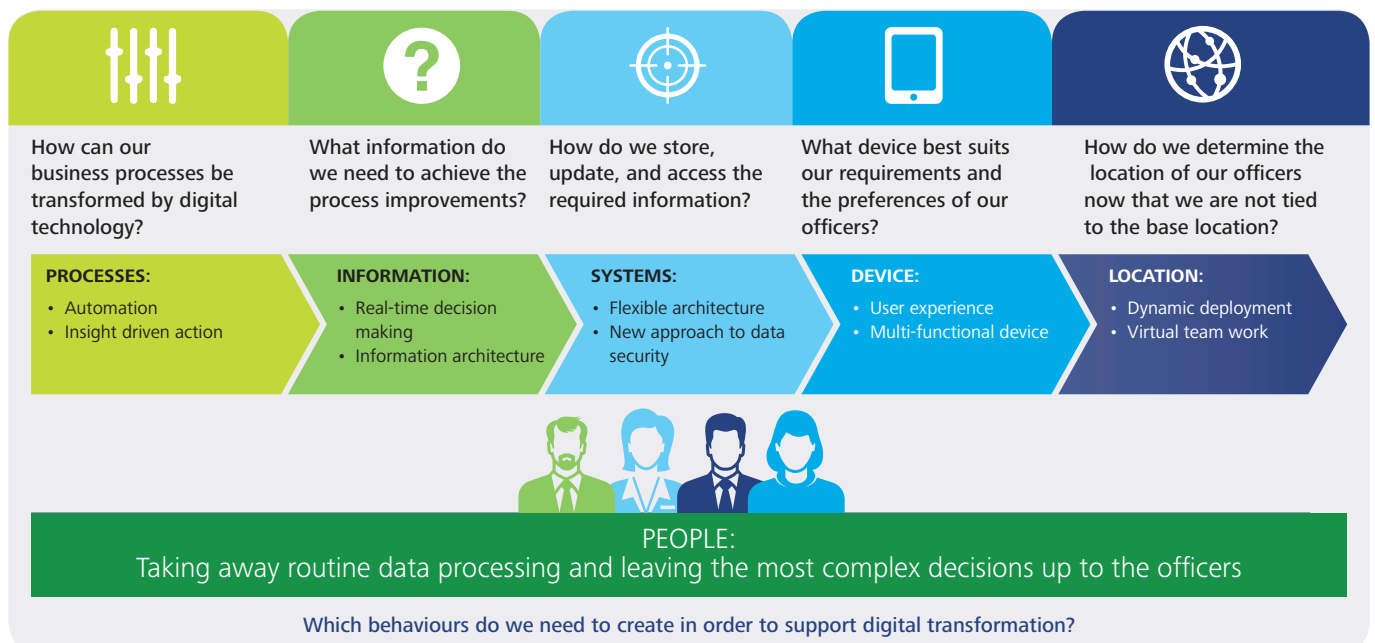 ?
How can our
business processes be
transformed by digital
technology?
What information do
we need to achieve the
process improvements?
How do we store,
update, and access the
required information?
What device best suits
our requirements and
the preferences of our
officers?
How do we determine the
location of our officers
now that we are not tied
to the base location?
PROCESSES:
• Automation
• Insight driven action
INFORMATION:
• Real-time decision
making
• Information architecture
SYSTEMS:
• Flexible architecture
• New approach to data
security
DEVICE:
• User experience
• Multi-functional device
LOCATION:
• Dynamic deployment
• Virtual team work
PEOPLE:
Taking away routine data processing and leaving the most complex decisions up to the officers
Which behaviours do we need to create in order to support digital transformation?